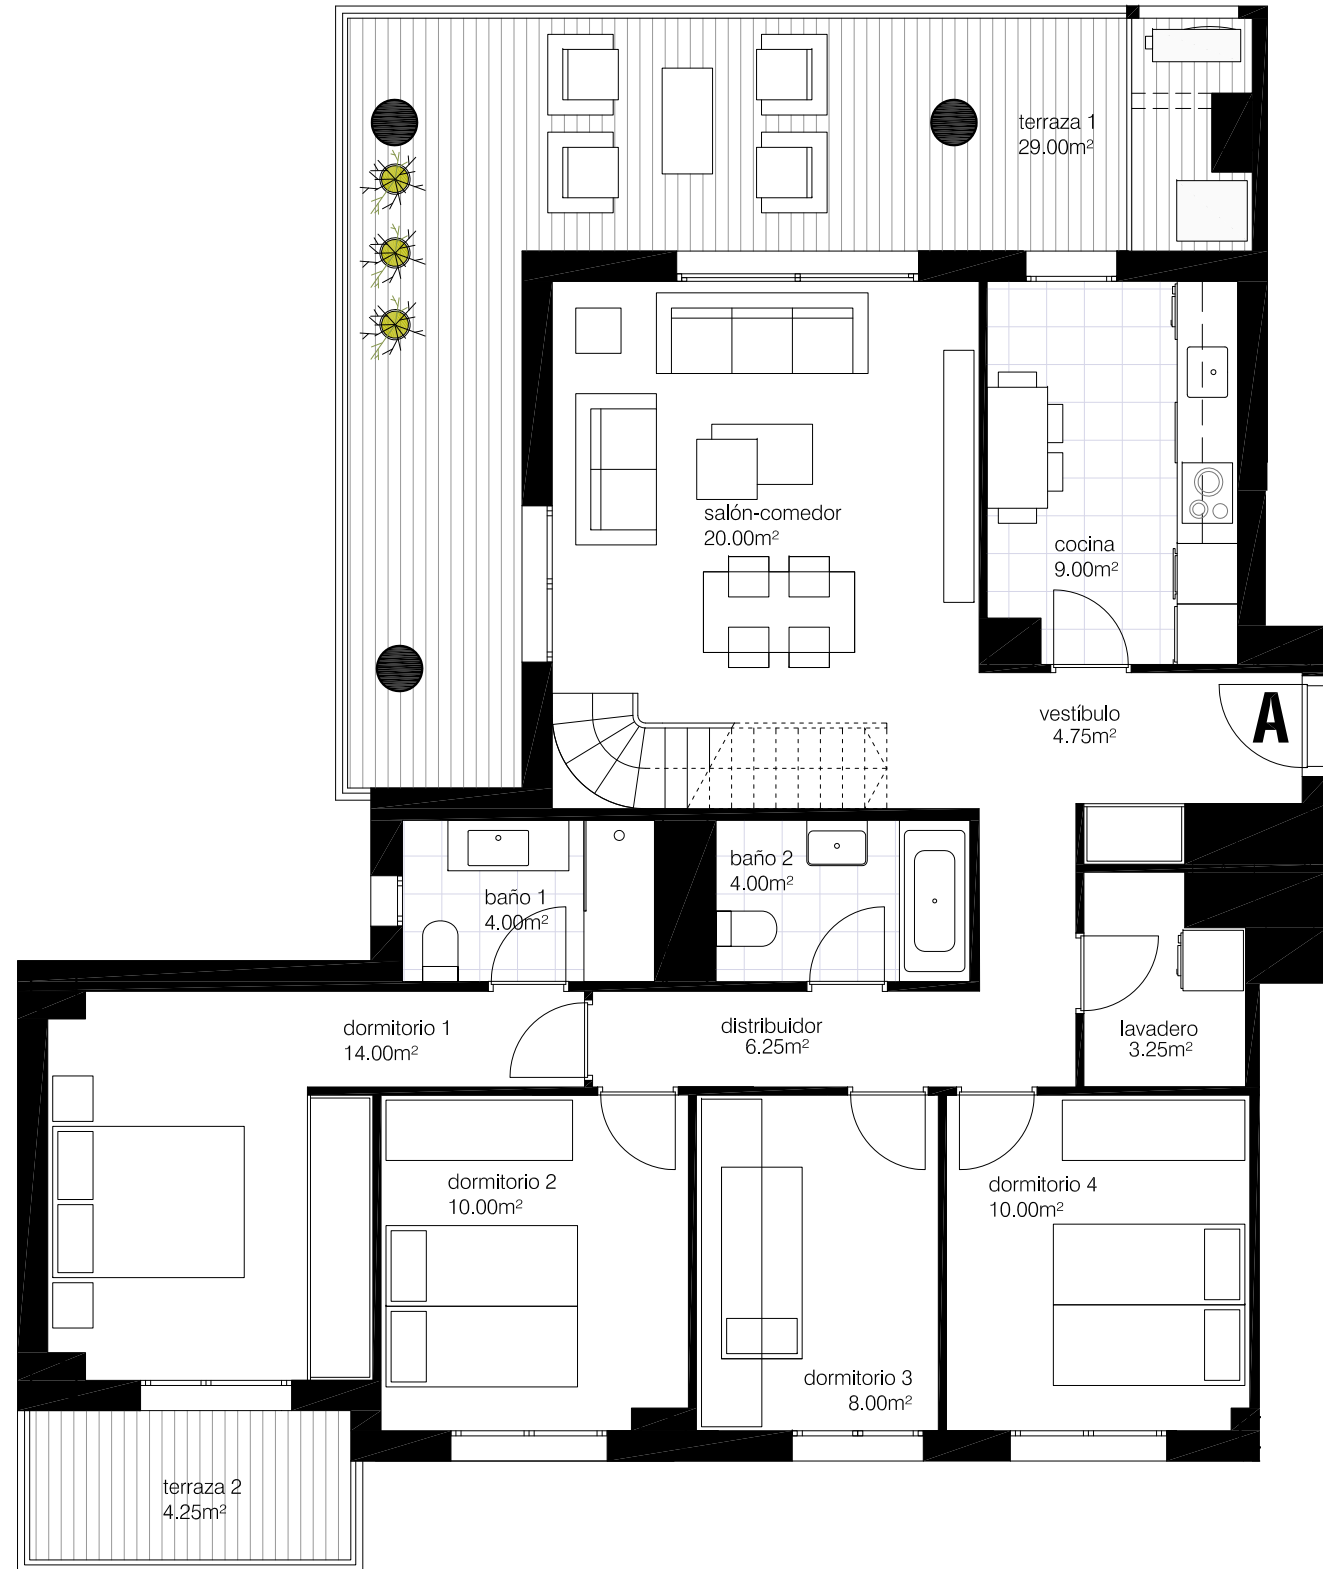 terraza 1
29.00m²
salón-comedor
20.00m²
cocina
9.00m²
vestíbulo
4.75m²
A
baño 1
4.00m²
baño 2
4.00m²
dormitorio 1
14.00m²
distribuidor
6.25m²
lavadero
3.25m²
dormitorio 2
10.00m²
dormitorio 3
8.00m²
dormitorio 4
10.00m²
terraza 2
4.25m²